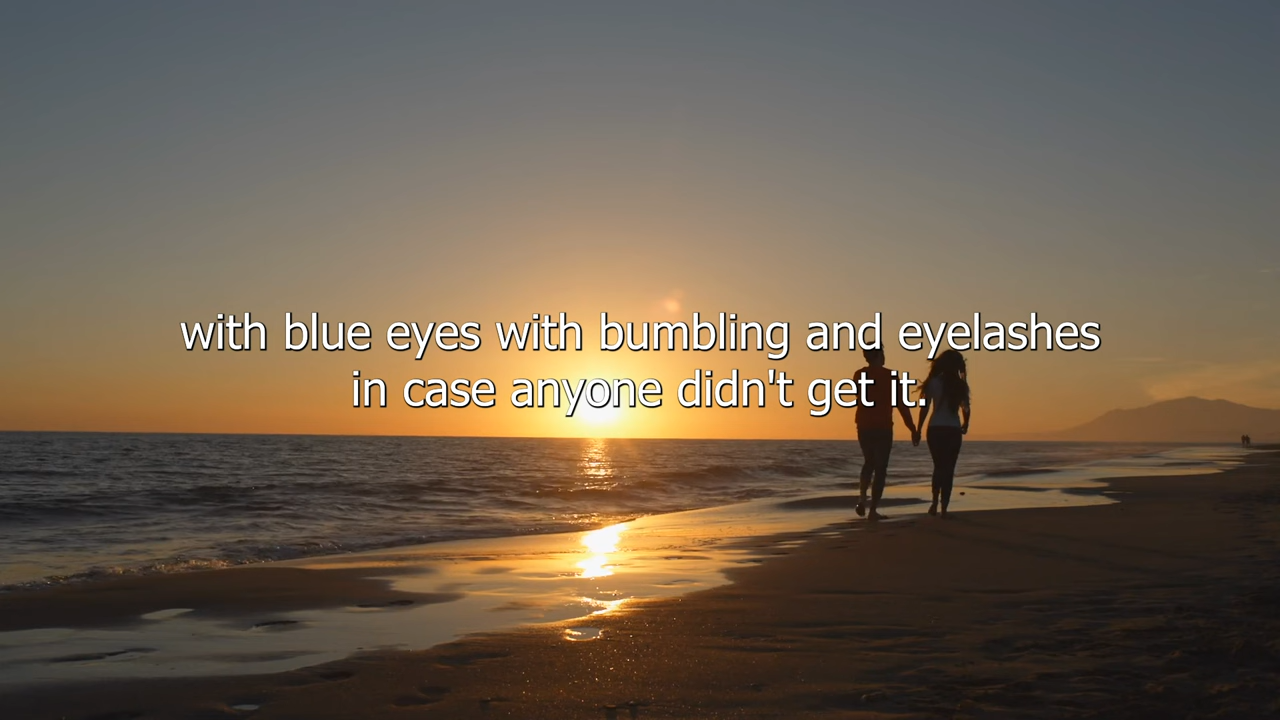 with blue eyes with bumbling and eyelashes
in case anyone didn't get it.